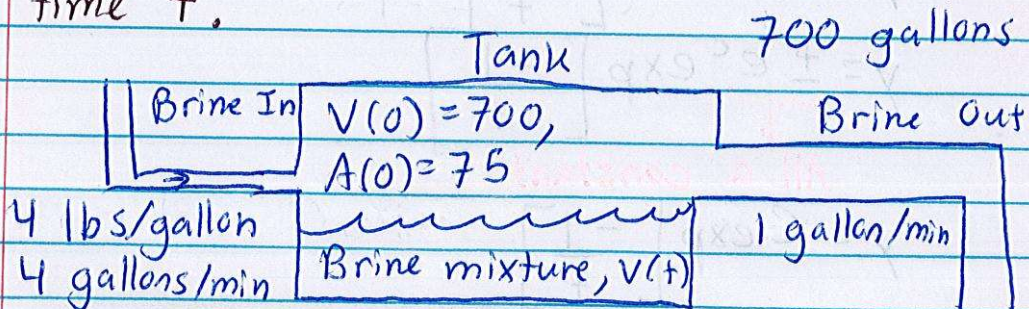 time t.
700 gallons
Tank
Brine In
V(0) = 700,
Brine Out
A(0) = 75
4 lbs/gallon
1 gallon/min
4 gallons/min
Brine mixture, V(t)